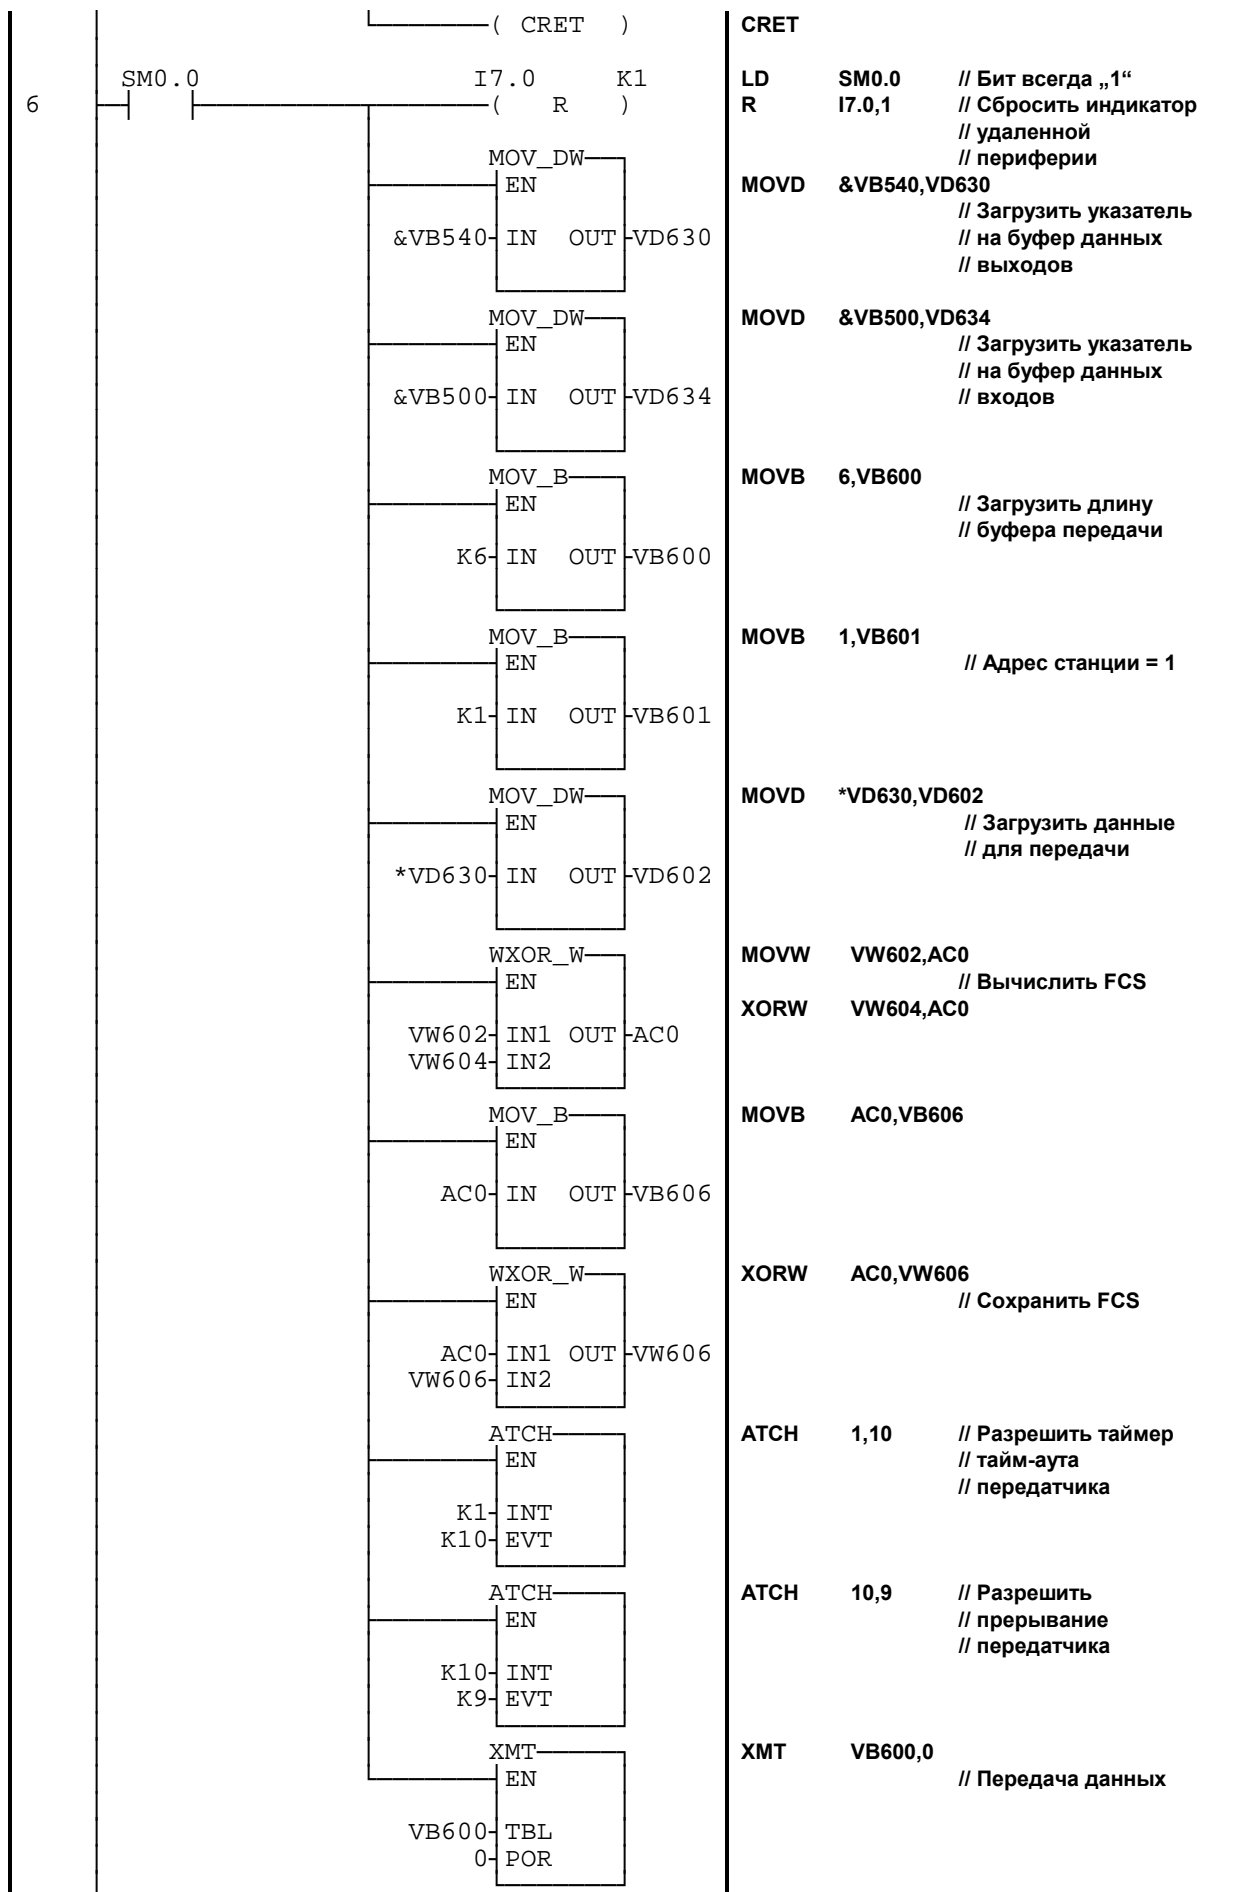 ( CRET ) CRET
SM0.0 I7.0 K1 LD SM0.0 // Бит всегда „1“
6 ( R ) R I7.0,1 // Сбросить индикатор
// удаленной
MOV_DW // периферии
EN MOVD &VB540,VD630
// Загрузить указатель
&VB540 IN OUT VD630 // на буфер данных
// выходов
MOV_DW MOVD &VB500,VD634
EN // Загрузить указатель
// на буфер данных
&VB500 IN OUT VD634 // входов
MOV_B MOVB 6,VB600
EN // Загрузить длину
// буфера передачи
K6 IN OUT VB600
MOV_B MOVB 1,VB601
EN // Адрес станции = 1
K1 IN OUT VB601
MOV_DW MOVD *VD630,VD602
EN // Загрузить данные
// для передачи
*VD630 IN OUT VD602
WXOR_W MOVW VW602,AC0
EN // Вычислить FCS
XORW VW604,AC0
VW602 IN1 OUT AC0
VW604 IN2
MOV_B MOVB AC0,VB606
EN
AC0 IN OUT VB606
WXOR_W XORW AC0,VW606
EN // Сохранить FCS
AC0 IN1 OUT VW606
VW606 IN2
ATCH ATCH 1,10 // Разрешить таймер
EN // тайм-аута
// передатчика
K1 INT
K10 EVT
ATCH ATCH 10,9 // Разрешить
EN // прерывание
// передатчика
K10 INT
K9 EVT
XMT XMT VB600,0
EN // Передача данных
VB600 TBL
0 POR